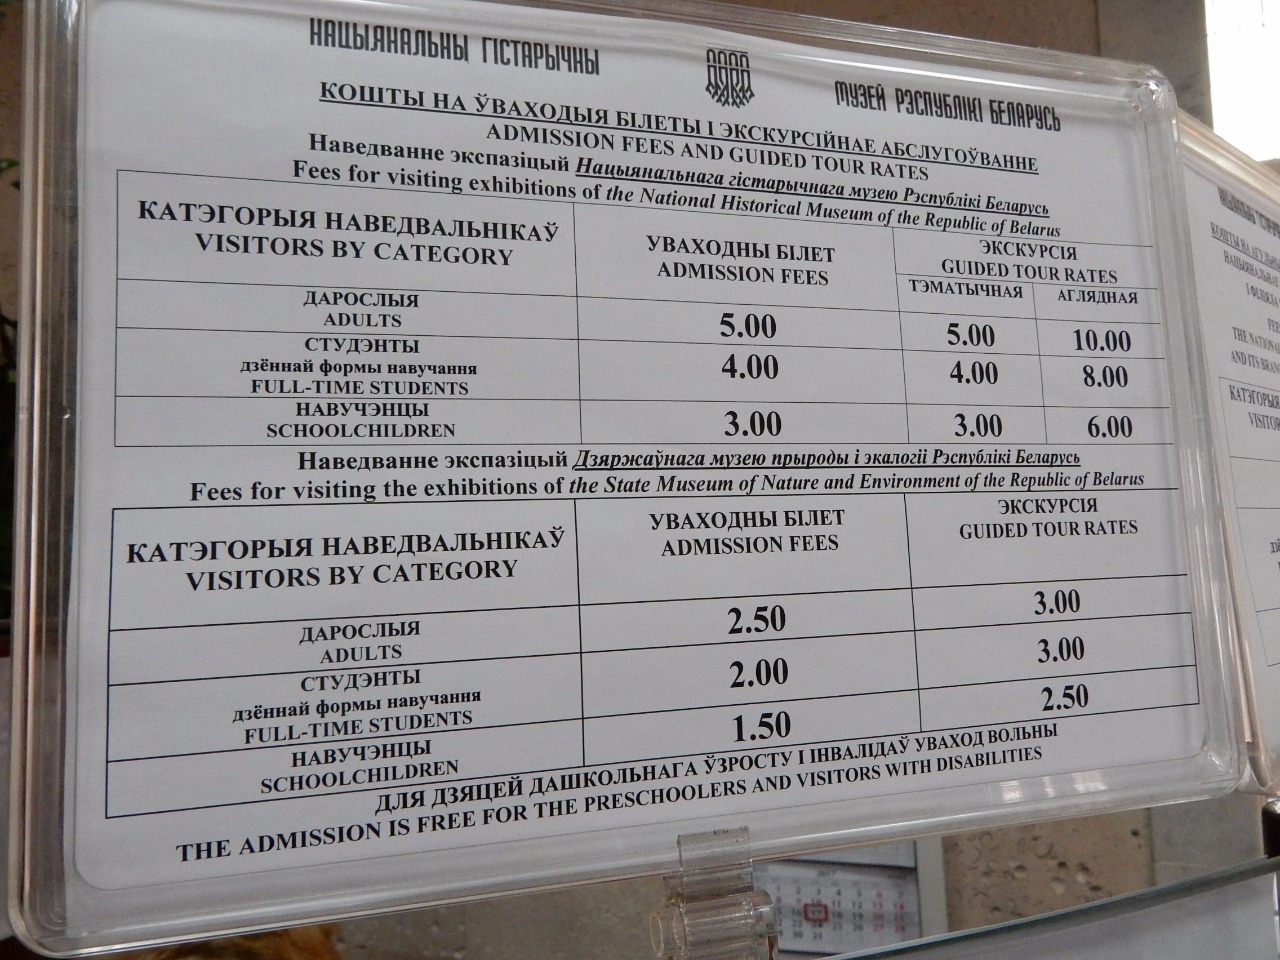 НАЦЫЯНАЛЬНЫ ГІСТАРЫЧНЫ МУЗЕЙ РЭСПУБЛІКІ БЕЛАРУСЬ
КОШТЫ НА ЎВАХОДЫЯ БІЛЕТЫ І ЭКСКУРСІЙНАЕ АБСЛУГОЎВАННЕ
ADMISSION FEES AND GUIDED TOUR RATES
Наведванне экспазіцый Нацыянальнага гістарычнага музею Рэспублікі Беларусь
Fees for visiting exhibitions of the National Historical Museum of the Republic of Belarus
КАТЭГОРЫЯ НАВЕДВАЛЬНІКАЎ
VISITORS BY CATEGORY
УВАХОДНЫ БІЛЕТ
ADMISSION FEES
ЭКСКУРСІЯ
GUIDED TOUR RATES
ТЭМАТЫЧНАЯ АГЛЯДНАЯ
ДАРОСЛЫЯ
ADULTS
5.00 5.00 10.00
СТУДЭНТЫ
дзённай формы навучання
FULL-TIME STUDENTS
4.00 4.00 8.00
НАВУЧЭНЦЫ
SCHOOLCHILDREN
3.00 3.00 6.00
Наведванне экспазіцый Дзяржаўнага музею прыроды і экалогіі Рэспублікі Беларусь
Fees for visiting the exhibitions of the State Museum of Nature and Environment of the Republic of Belarus
КАТЭГОРЫЯ НАВЕДВАЛЬНІКАЎ
VISITORS BY CATEGORY
УВАХОДНЫ БІЛЕТ
ADMISSION FEES
ЭКСКУРСІЯ
GUIDED TOUR RATES
ДАРОСЛЫЯ
ADULTS
2.50 3.00
СТУДЭНТЫ
дзённай формы навучання
FULL-TIME STUDENTS
2.00 3.00
НАВУЧЭНЦЫ
SCHOOLCHILDREN
1.50 2.50
ДЛЯ ДЗЯЦЕЙ ДАШКОЛЬНАГА ЎЗРОСТУ І ІНВАЛІДАЎ УВАХОД ВОЛЬНЫ
THE ADMISSION IS FREE FOR THE PRESCHOOLERS AND VISITORS WITH DISABILITIES